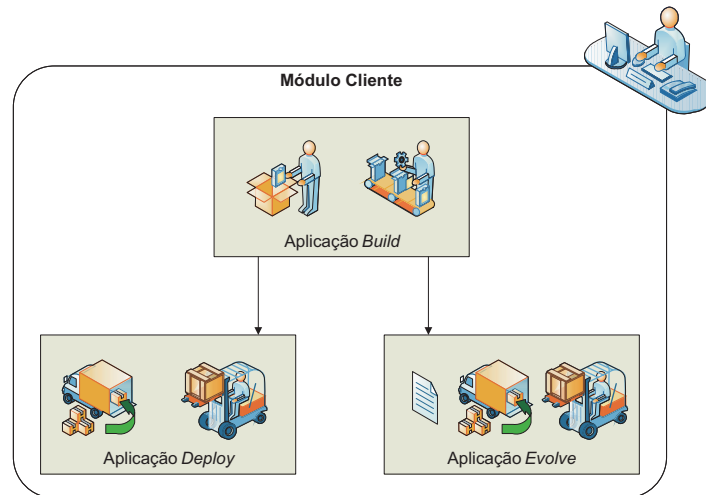 Módulo Cliente
Aplicação Build
Aplicação Deploy
Aplicação Evolve